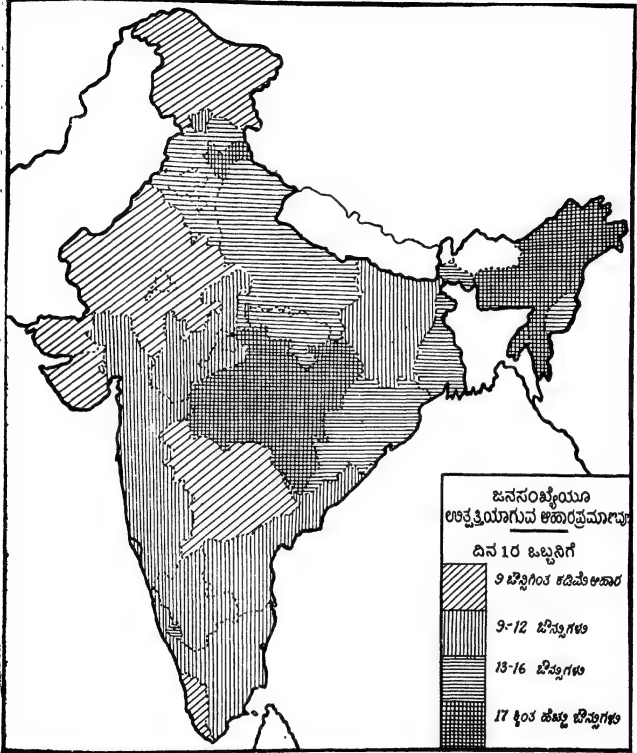 ಜನಸಂಖ್ಯೆಯೂ
ಉತ್ಪತ್ತಿಯಾಗುವ ಆಹಾರಪ್ರಮಾಣವು
ದಿನ 1ರ ಒಬ್ಬನಿಗೆ
9 ಔನ್ಸಿಗಿಂತ ಕಡಿಮೆ ಆಹಾರ
9-12 ಔನ್ಸುಗಳು
13-16 ಔನ್ಸುಗಳು
17 ಕ್ಕಿಂತ ಹೆಚ್ಚು ಔನ್ಸುಗಳು